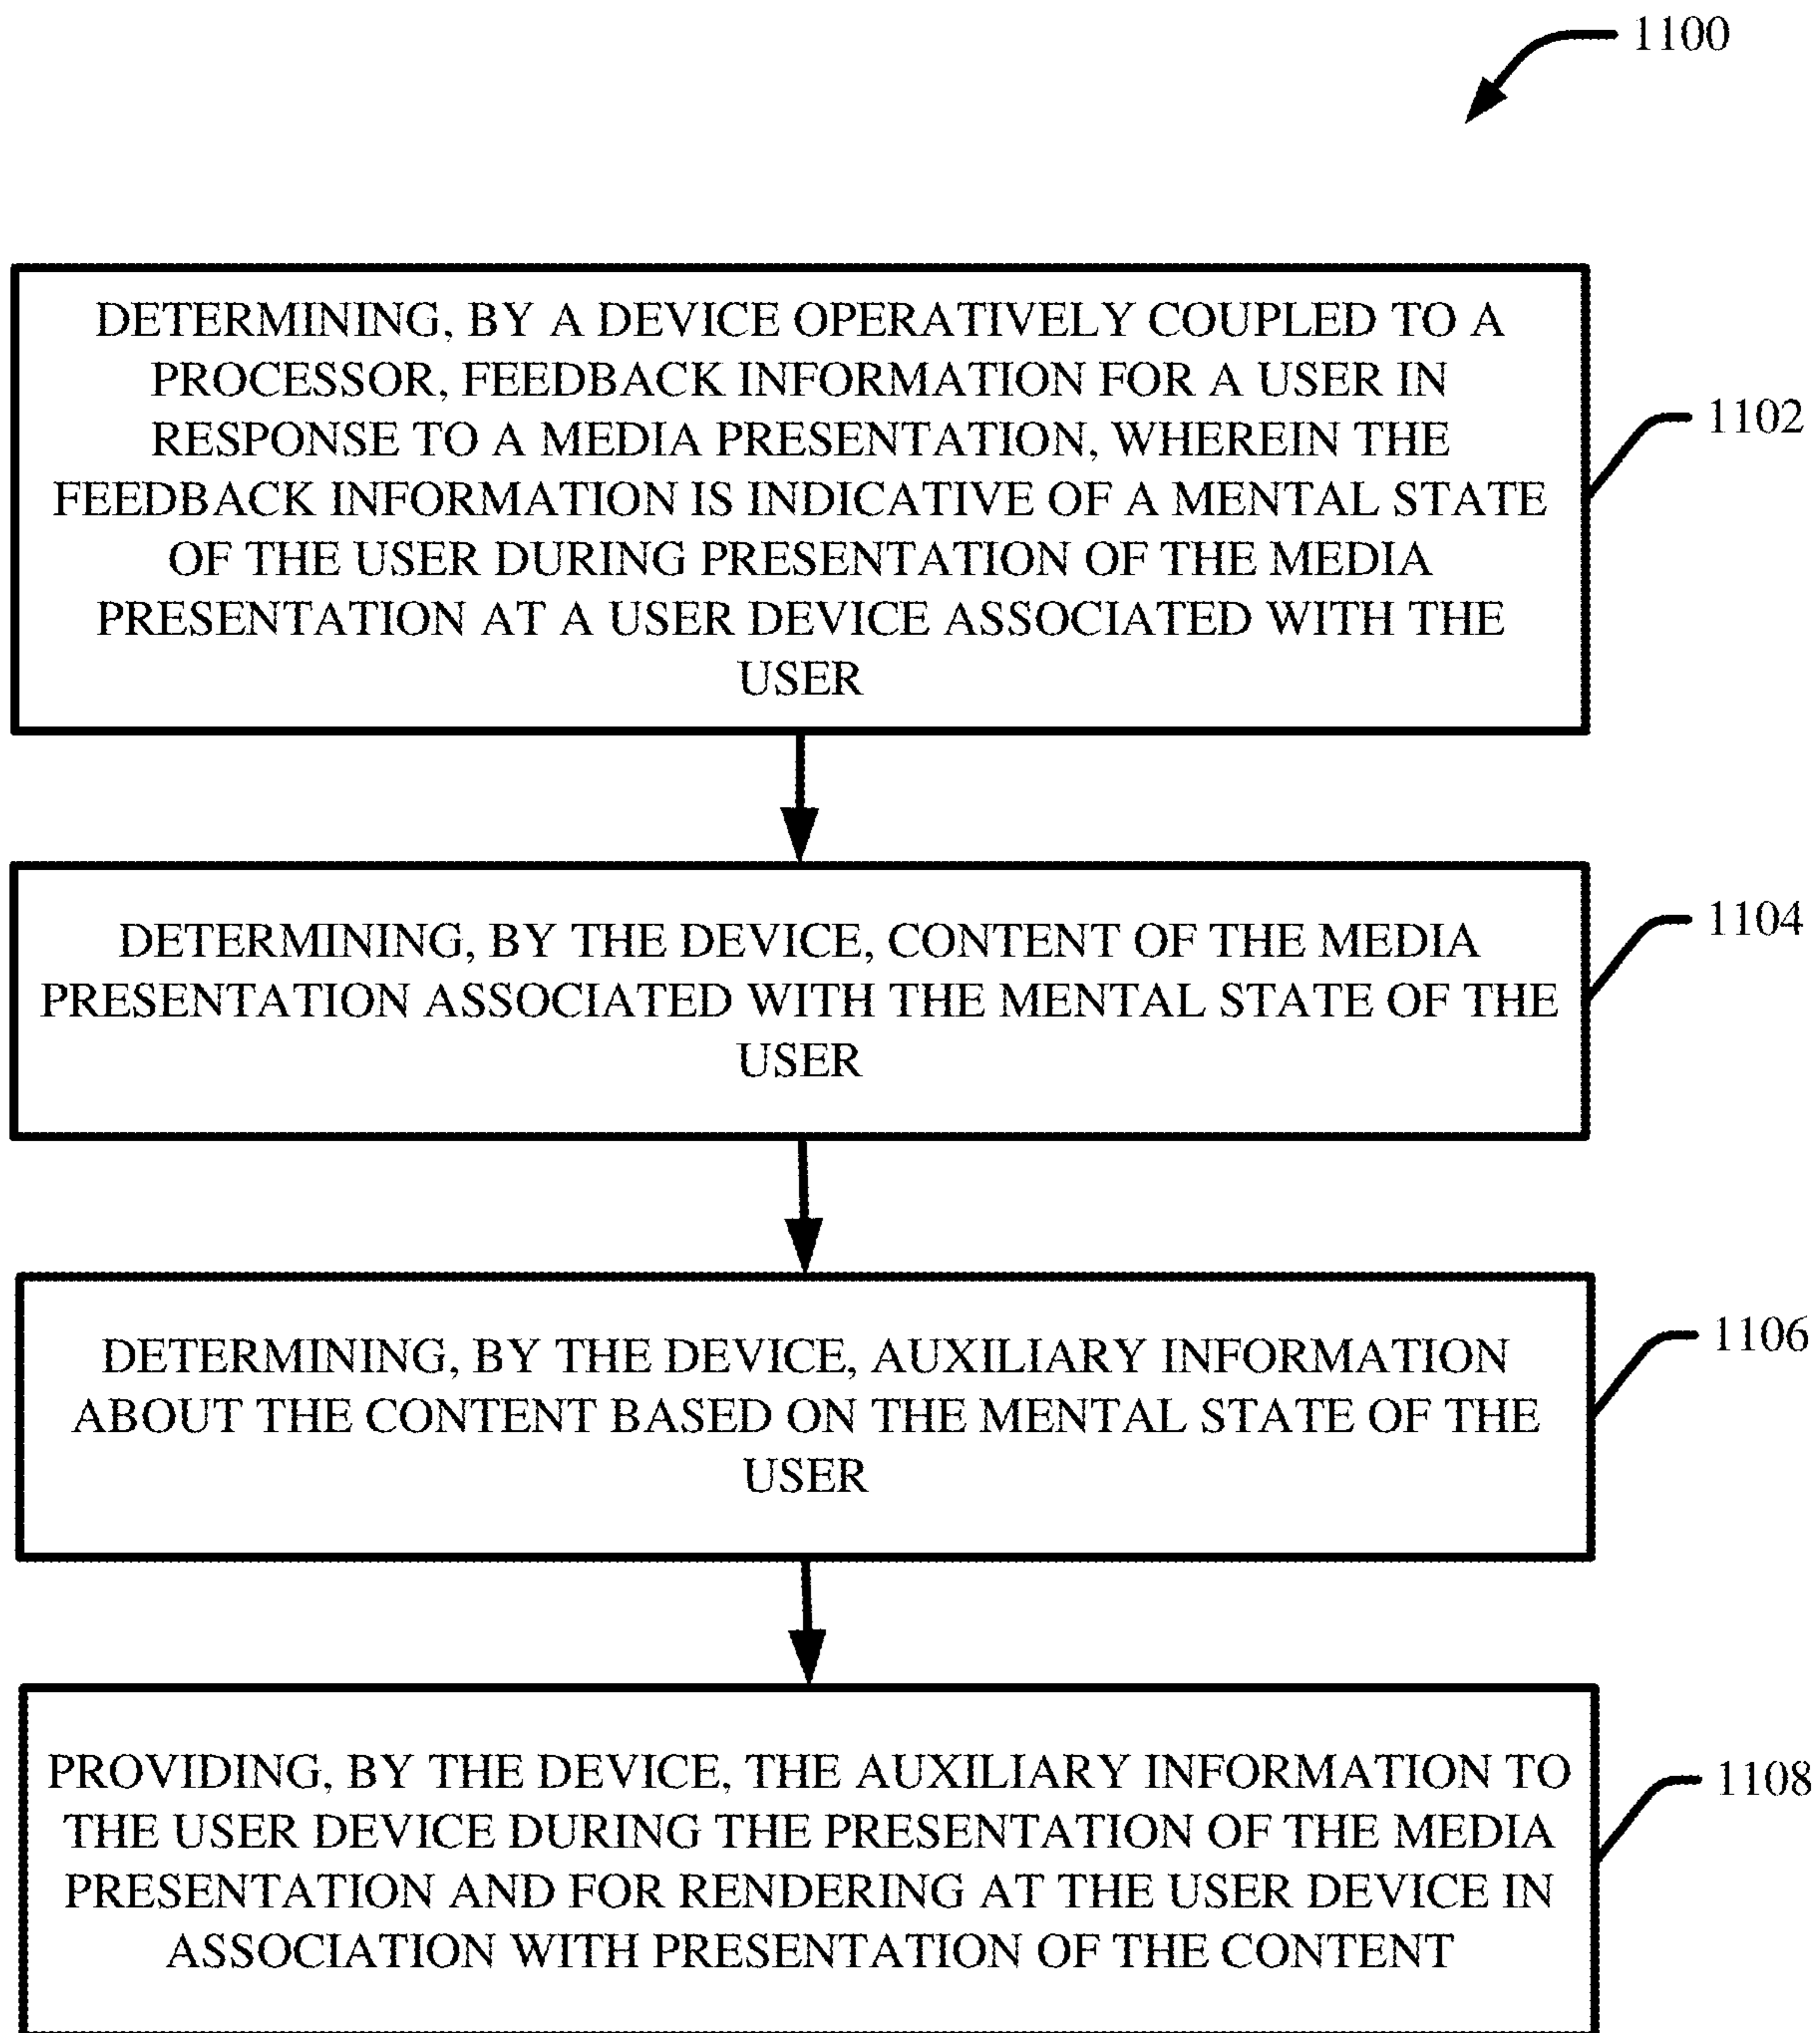 1100
DETERMINING, BY A DEVICE OPERATIVELY COUPLED TO A
PROCESSOR, FEEDBACK INFORMATION FOR A USER IN
RESPONSE TO A MEDIA PRESENTATION, WHEREIN THE
FEEDBACK INFORMATION IS INDICATIVE OF A MENTAL STATE
OF THE USER DURING PRESENTATION OF THE MEDIA
PRESENTATION AT A USER DEVICE ASSOCIATED WITH THE
USER
1102
DETERMINING, BY THE DEVICE, CONTENT OF THE MEDIA
PRESENTATION ASSOCIATED WITH THE MENTAL STATE OF THE
USER
1104
DETERMINING, BY THE DEVICE, AUXILIARY INFORMATION
ABOUT THE CONTENT BASED ON THE MENTAL STATE OF THE
USER
1106
PROVIDING, BY THE DEVICE, THE AUXILIARY INFORMATION TO
THE USER DEVICE DURING THE PRESENTATION OF THE MEDIA
PRESENTATION AND FOR RENDERING AT THE USER DEVICE IN
ASSOCIATION WITH PRESENTATION OF THE CONTENT
1108